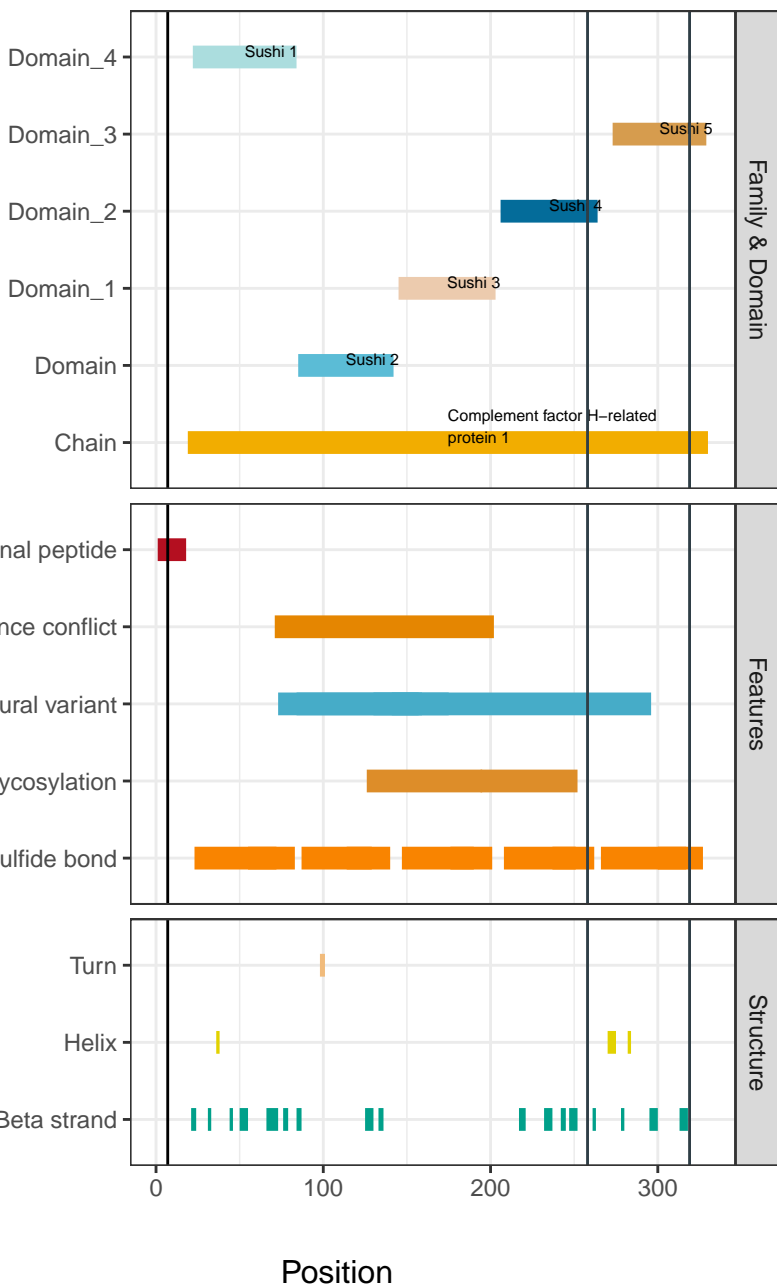 Domain_4
Sushi 1
Domain_3
Sushi 5
Domain_2
Sushi 4
Domain_1
Sushi 3
Domain
Sushi 2
Chain
Complement factor H−related
protein 1
Family & Domain
nal peptide
nce conflict
ural variant
ycosylation
ulfide bond
Features
Turn
Helix
Beta strand
Structure
0 100 200 300
Position